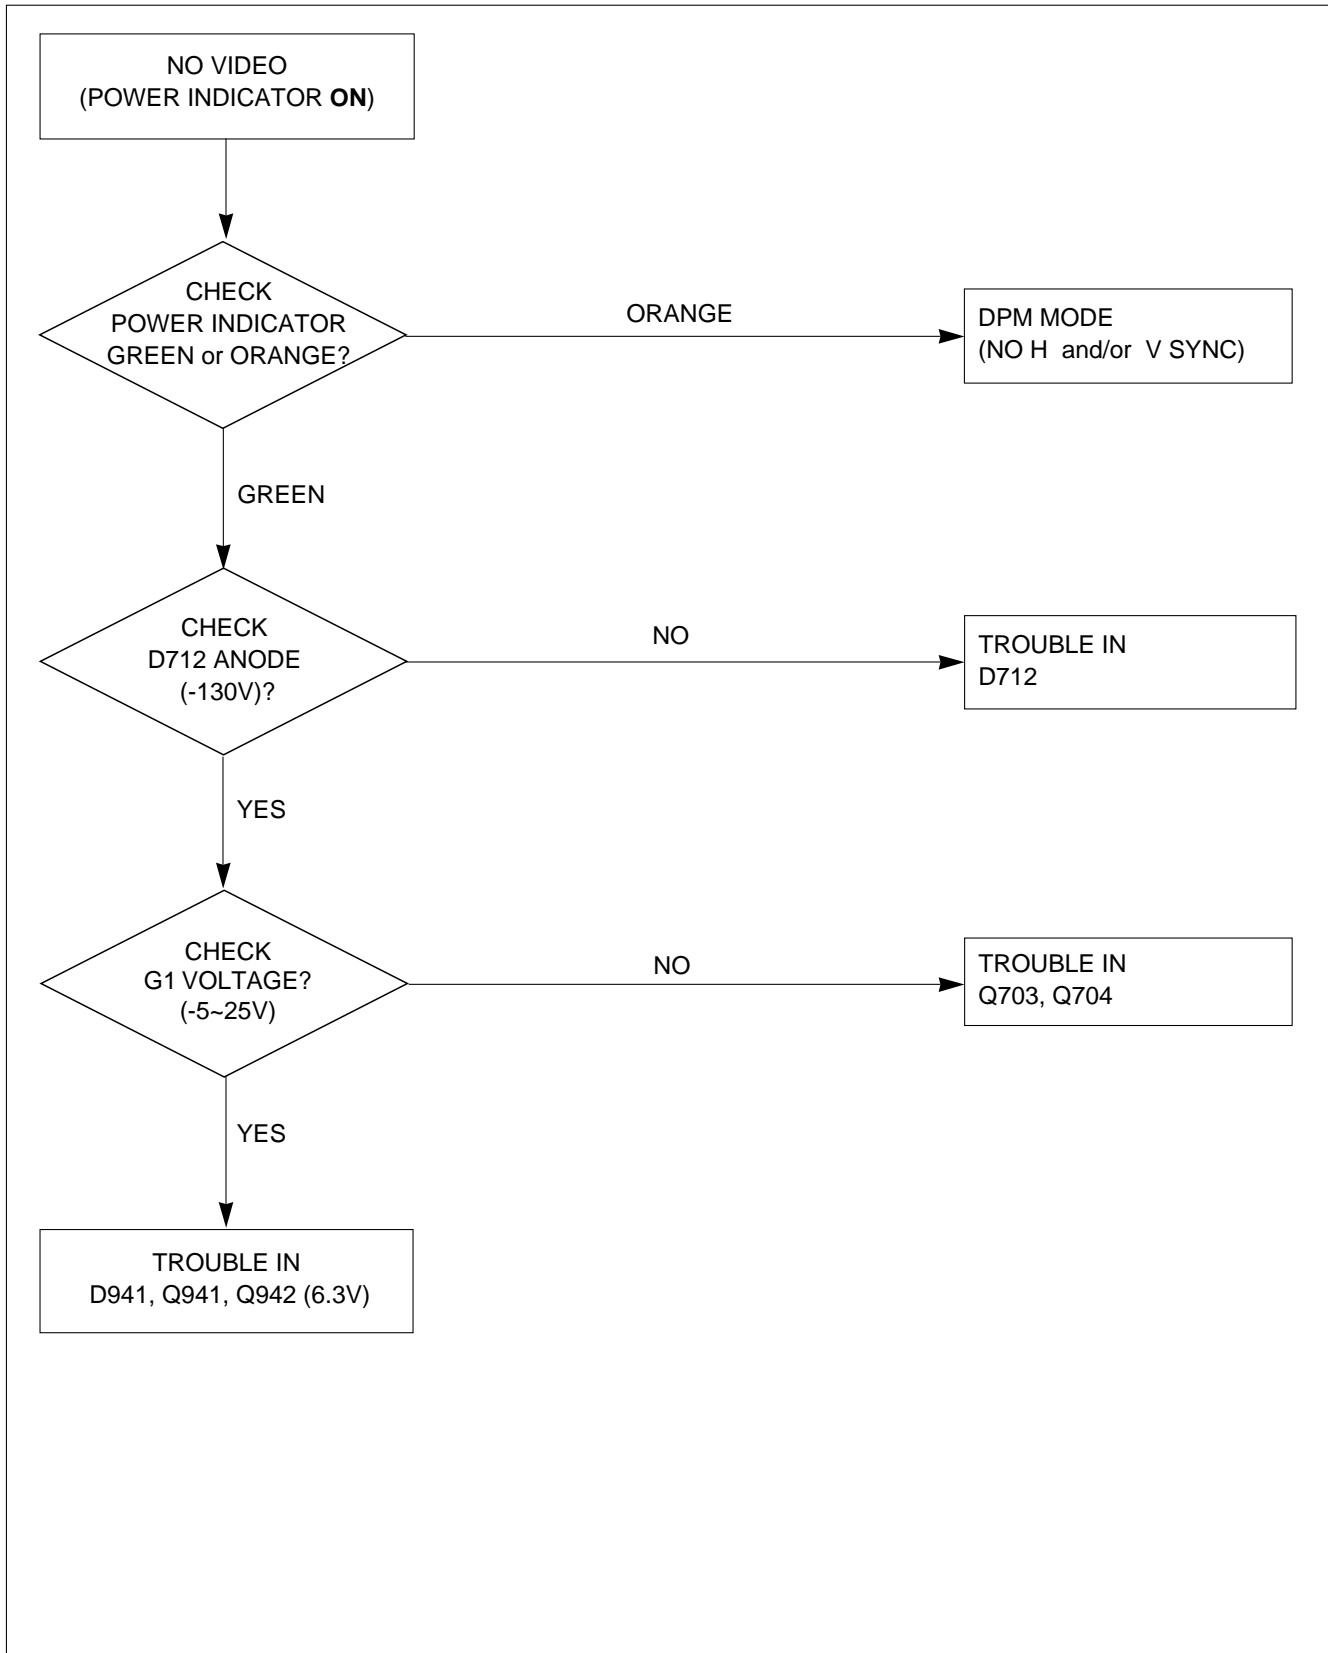 NO VIDEO
(POWER INDICATOR ON)
CHECK
POWER INDICATOR
GREEN or ORANGE?
ORANGE
DPM MODE
(NO H and/or V SYNC)
GREEN
CHECK
D712 ANODE
(-130V)?
NO
TROUBLE IN
D712
YES
CHECK
G1 VOLTAGE?
(-5~25V)
NO
TROUBLE IN
Q703, Q704
YES
TROUBLE IN
D941, Q941, Q942 (6.3V)